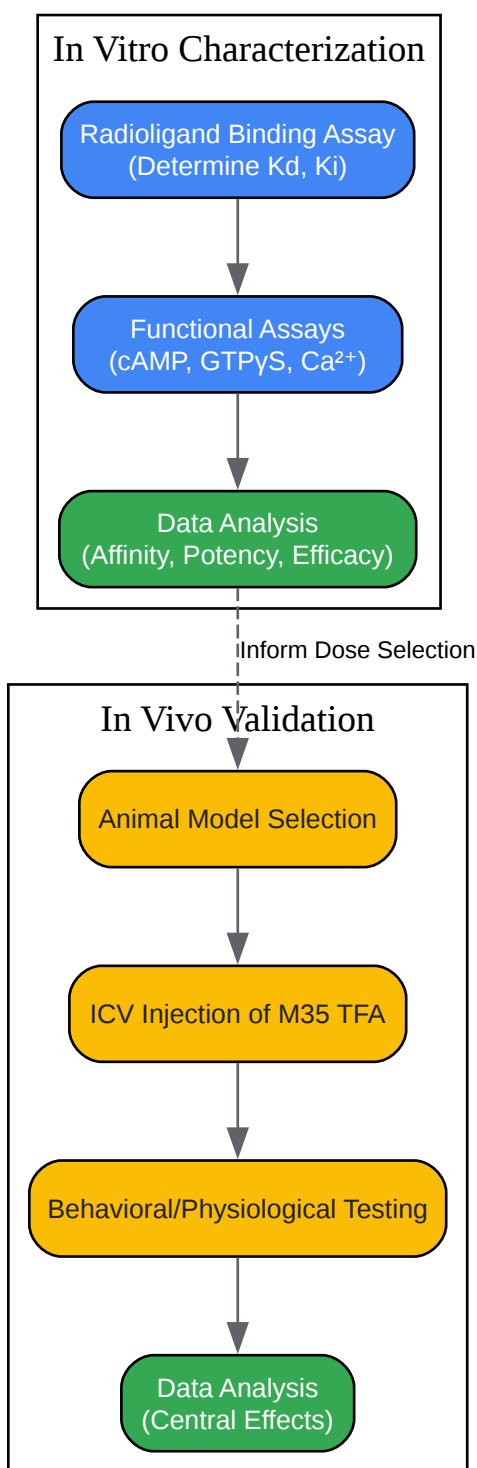 In Vitro Characterization
Radioligand Binding Assay
(Determine Kd, Ki)
Functional Assays
(cAMP, GTPγS, Ca²⁺)
Data Analysis
(Affinity, Potency, Efficacy)
Inform Dose Selection
In Vivo Validation
Animal Model Selection
ICV Injection of M35 TFA
Behavioral/Physiological Testing
Data Analysis
(Central Effects)